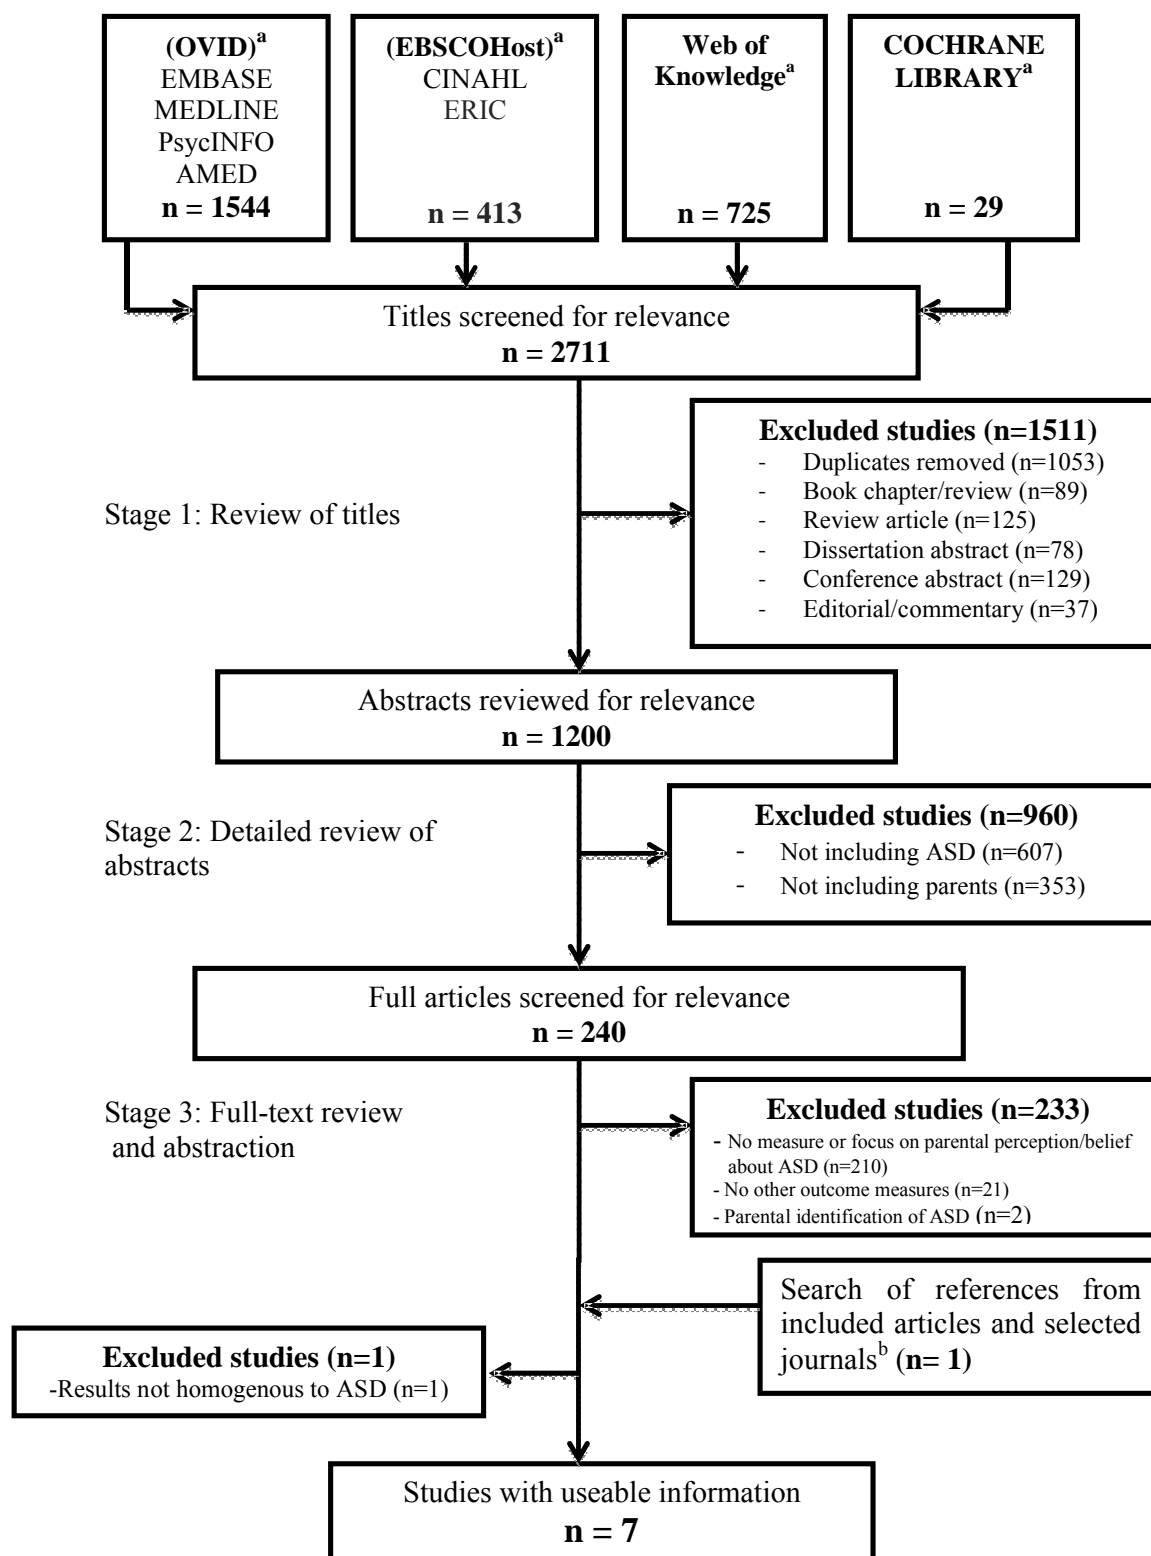 (OVID)a
EMBASE
MEDLINE
PsycINFO
AMED
n = 1544
(EBSCOHost)a
CINAHL
ERIC
n = 413
Web of
Knowledgea
n = 725
COCHRANE
LIBRARYa
n = 29
Titles screened for relevance
n = 2711
Excluded studies (n=1511)
- Duplicates removed (n=1053)
- Book chapter/review (n=89)
- Review article (n=125)
- Dissertation abstract (n=78)
- Conference abstract (n=129)
- Editorial/commentary (n=37)
Stage 1: Review of titles
Abstracts reviewed for relevance
n = 1200
Excluded studies (n=960)
- Not including ASD (n=607)
- Not including parents (n=353)
Stage 2: Detailed review of
abstracts
Full articles screened for relevance
n = 240
Stage 3: Full-text review
and abstraction
Excluded studies (n=233)
- No measure or focus on parental perception/belief
about ASD (n=210)
- No other outcome measures (n=21)
- Parental identification of ASD (n=2)
Search of references from
included articles and selected
journalsb (n= 1)
Excluded studies (n=1)
-Results not homogenous to ASD (n=1)
Studies with useable information
n = 7